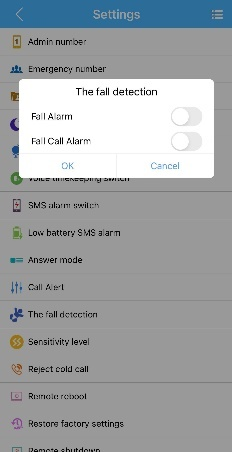 Settings
Admin number
Emergency number
The fall detection
Fall Alarm
Fall Call Alarm
OK
Cancel
Voice timekeeping switch
SMS alarm switch
Low battery SMS alarm
Answer mode
Call Alert
The fall detection
Sensitivity level
Reject cold call
Remote reboot
Restore factory settings
Remote shutdown